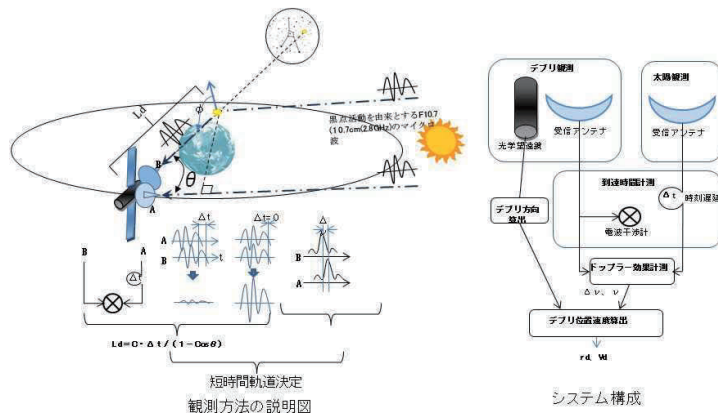 Ld
φ
黒点活動を由来とするF10.7
(10.7cm(2.8GHz)のマイクロ
波
B
θ
A
Δt
Δt=0
Δ
ν
B
A
A
B
t
B
A
Δt
Ld=C・Δt/(1-Cosθ)
短時間軌道決定
観測方法の説明図
デブリ観測
太陽観測
光学望遠鏡
受信アンテナ
受信アンテナ
到達時間計測
デブリ方向
算出
Δt
時刻遅延
電波干渉計
ドップラー効果計測
Δν、ν
デブリ位置速度算出
rd、Vd
システム構成